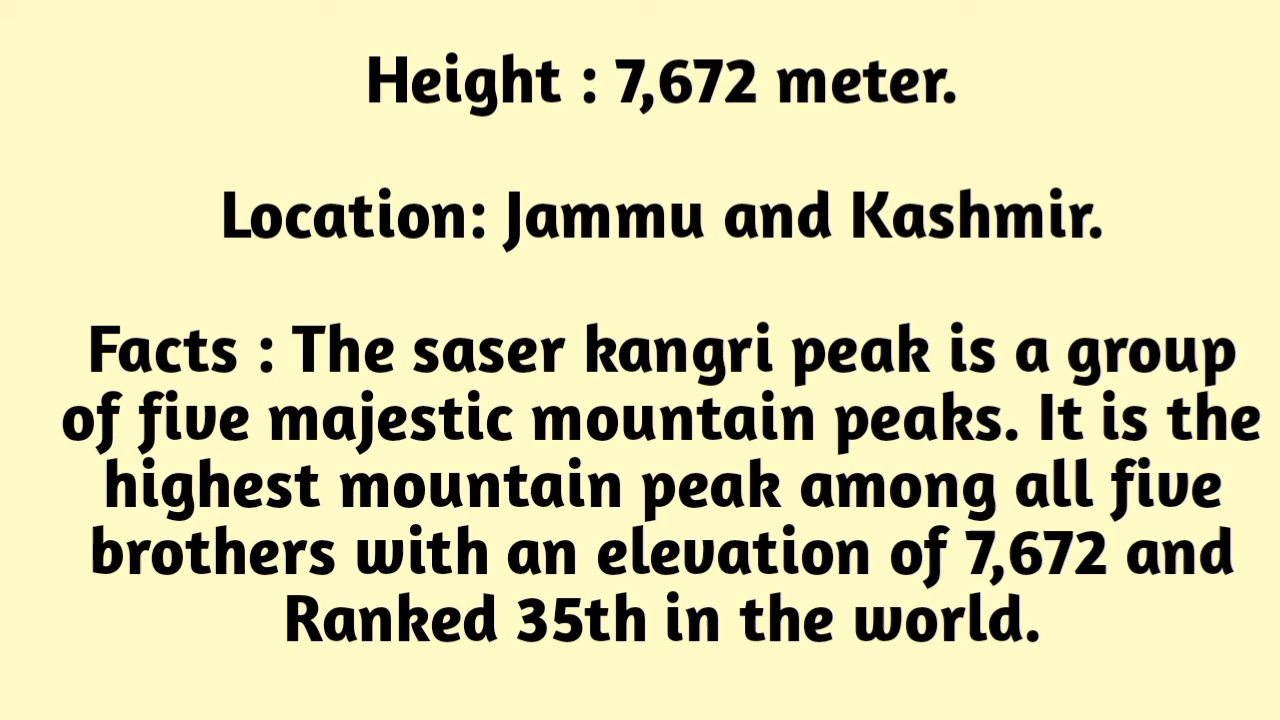 Height : 7,672 meter.
Location: Jammu and Kashmir.
Facts : The saser kangri peak is a group
of five majestic mountain peaks. It is the
highest mountain peak among all five
brothers with an elevation of 7,672 and
Ranked 35th in the world.